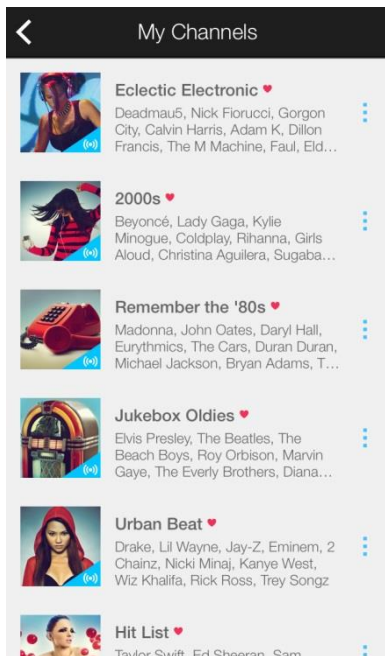 My Channels
Eclectic Electronic
Deadmau5, Nick Fiorucci, Gorgon
City, Calvin Harris, Adam K, Dillon
Francis, The M Machine, Faul, Eld...
2000s
Beyoncé, Lady Gaga, Kylie
Minogue, Coldplay, Rihanna, Girls
Aloud, Christina Aguilera, Sugaba...
Remember the '80s
Madonna, John Oates, Daryl Hall,
Eurythmics, The Cars, Duran Duran,
Michael Jackson, Bryan Adams, T...
Jukebox Oldies
Elvis Presley, The Beatles, The
Beach Boys, Roy Orbison, Marvin
Gaye, The Everly Brothers, Diana...
Urban Beat
Drake, Lil Wayne, Jay-Z, Eminem, 2
Chainz, Nicki Minaj, Kanye West,
Wiz Khalifa, Rick Ross, Trey Songz
Hit List
Taylor Swift, Ed Sheeran, Sam